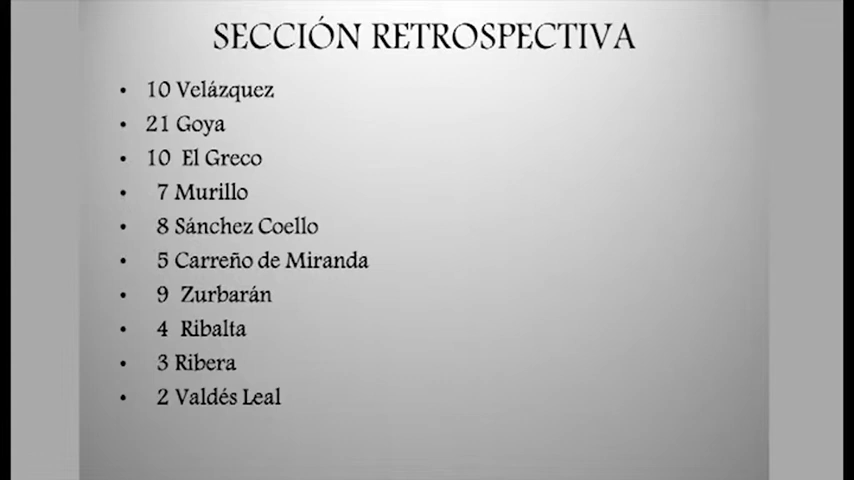 SECCIÓN RETROSPECTIVA
• 10 Velázquez
• 21 Goya
• 10 El Greco
• 7 Murillo
• 8 Sánchez Coello
• 5 Carreño de Miranda
• 9 Zurbarán
• 4 Ribalta
• 3 Ribera
• 2 Valdés Leal